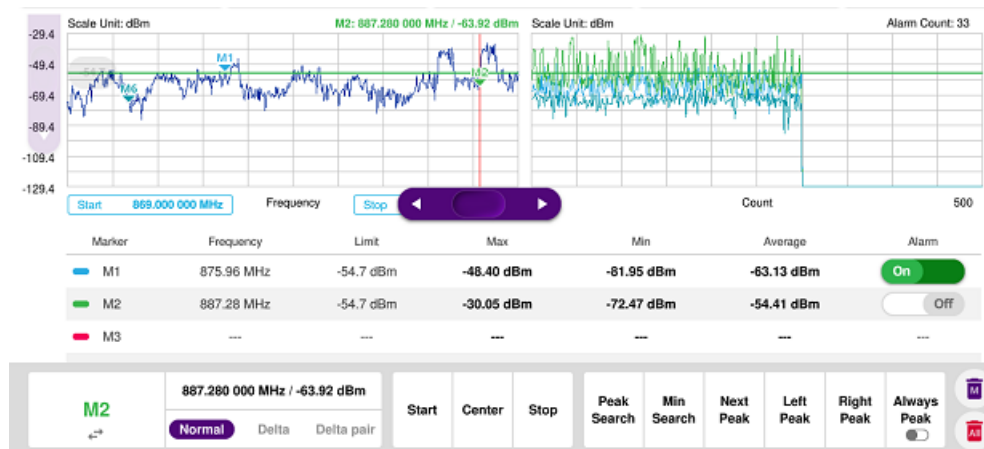 Scale Unit: dBm M2: 887.280 000 MHz / -63.92 dBm Scale Unit: dBm Alarm Count: 33
-29.4
-49.4
-69.4
-89.4
-109.4
-129.4
M1
M6
M2
Start 869.000 000 MHz Frequency Stop Count 500
Marker Frequency Limit Max Min Average Alarm
M1 875.96 MHz -54.7 dBm -48.40 dBm -81.95 dBm -63.13 dBm On
M2 887.28 MHz -54.7 dBm -30.05 dBm -72.47 dBm -54.41 dBm Off
M3 --- --- --- --- --- ---
M2
887.280 000 MHz / -63.92 dBm
Normal Delta Delta pair
Start Center Stop
Peak Search
Min Search
Next Peak
Left Peak
Right Peak
Always Peak
M
All